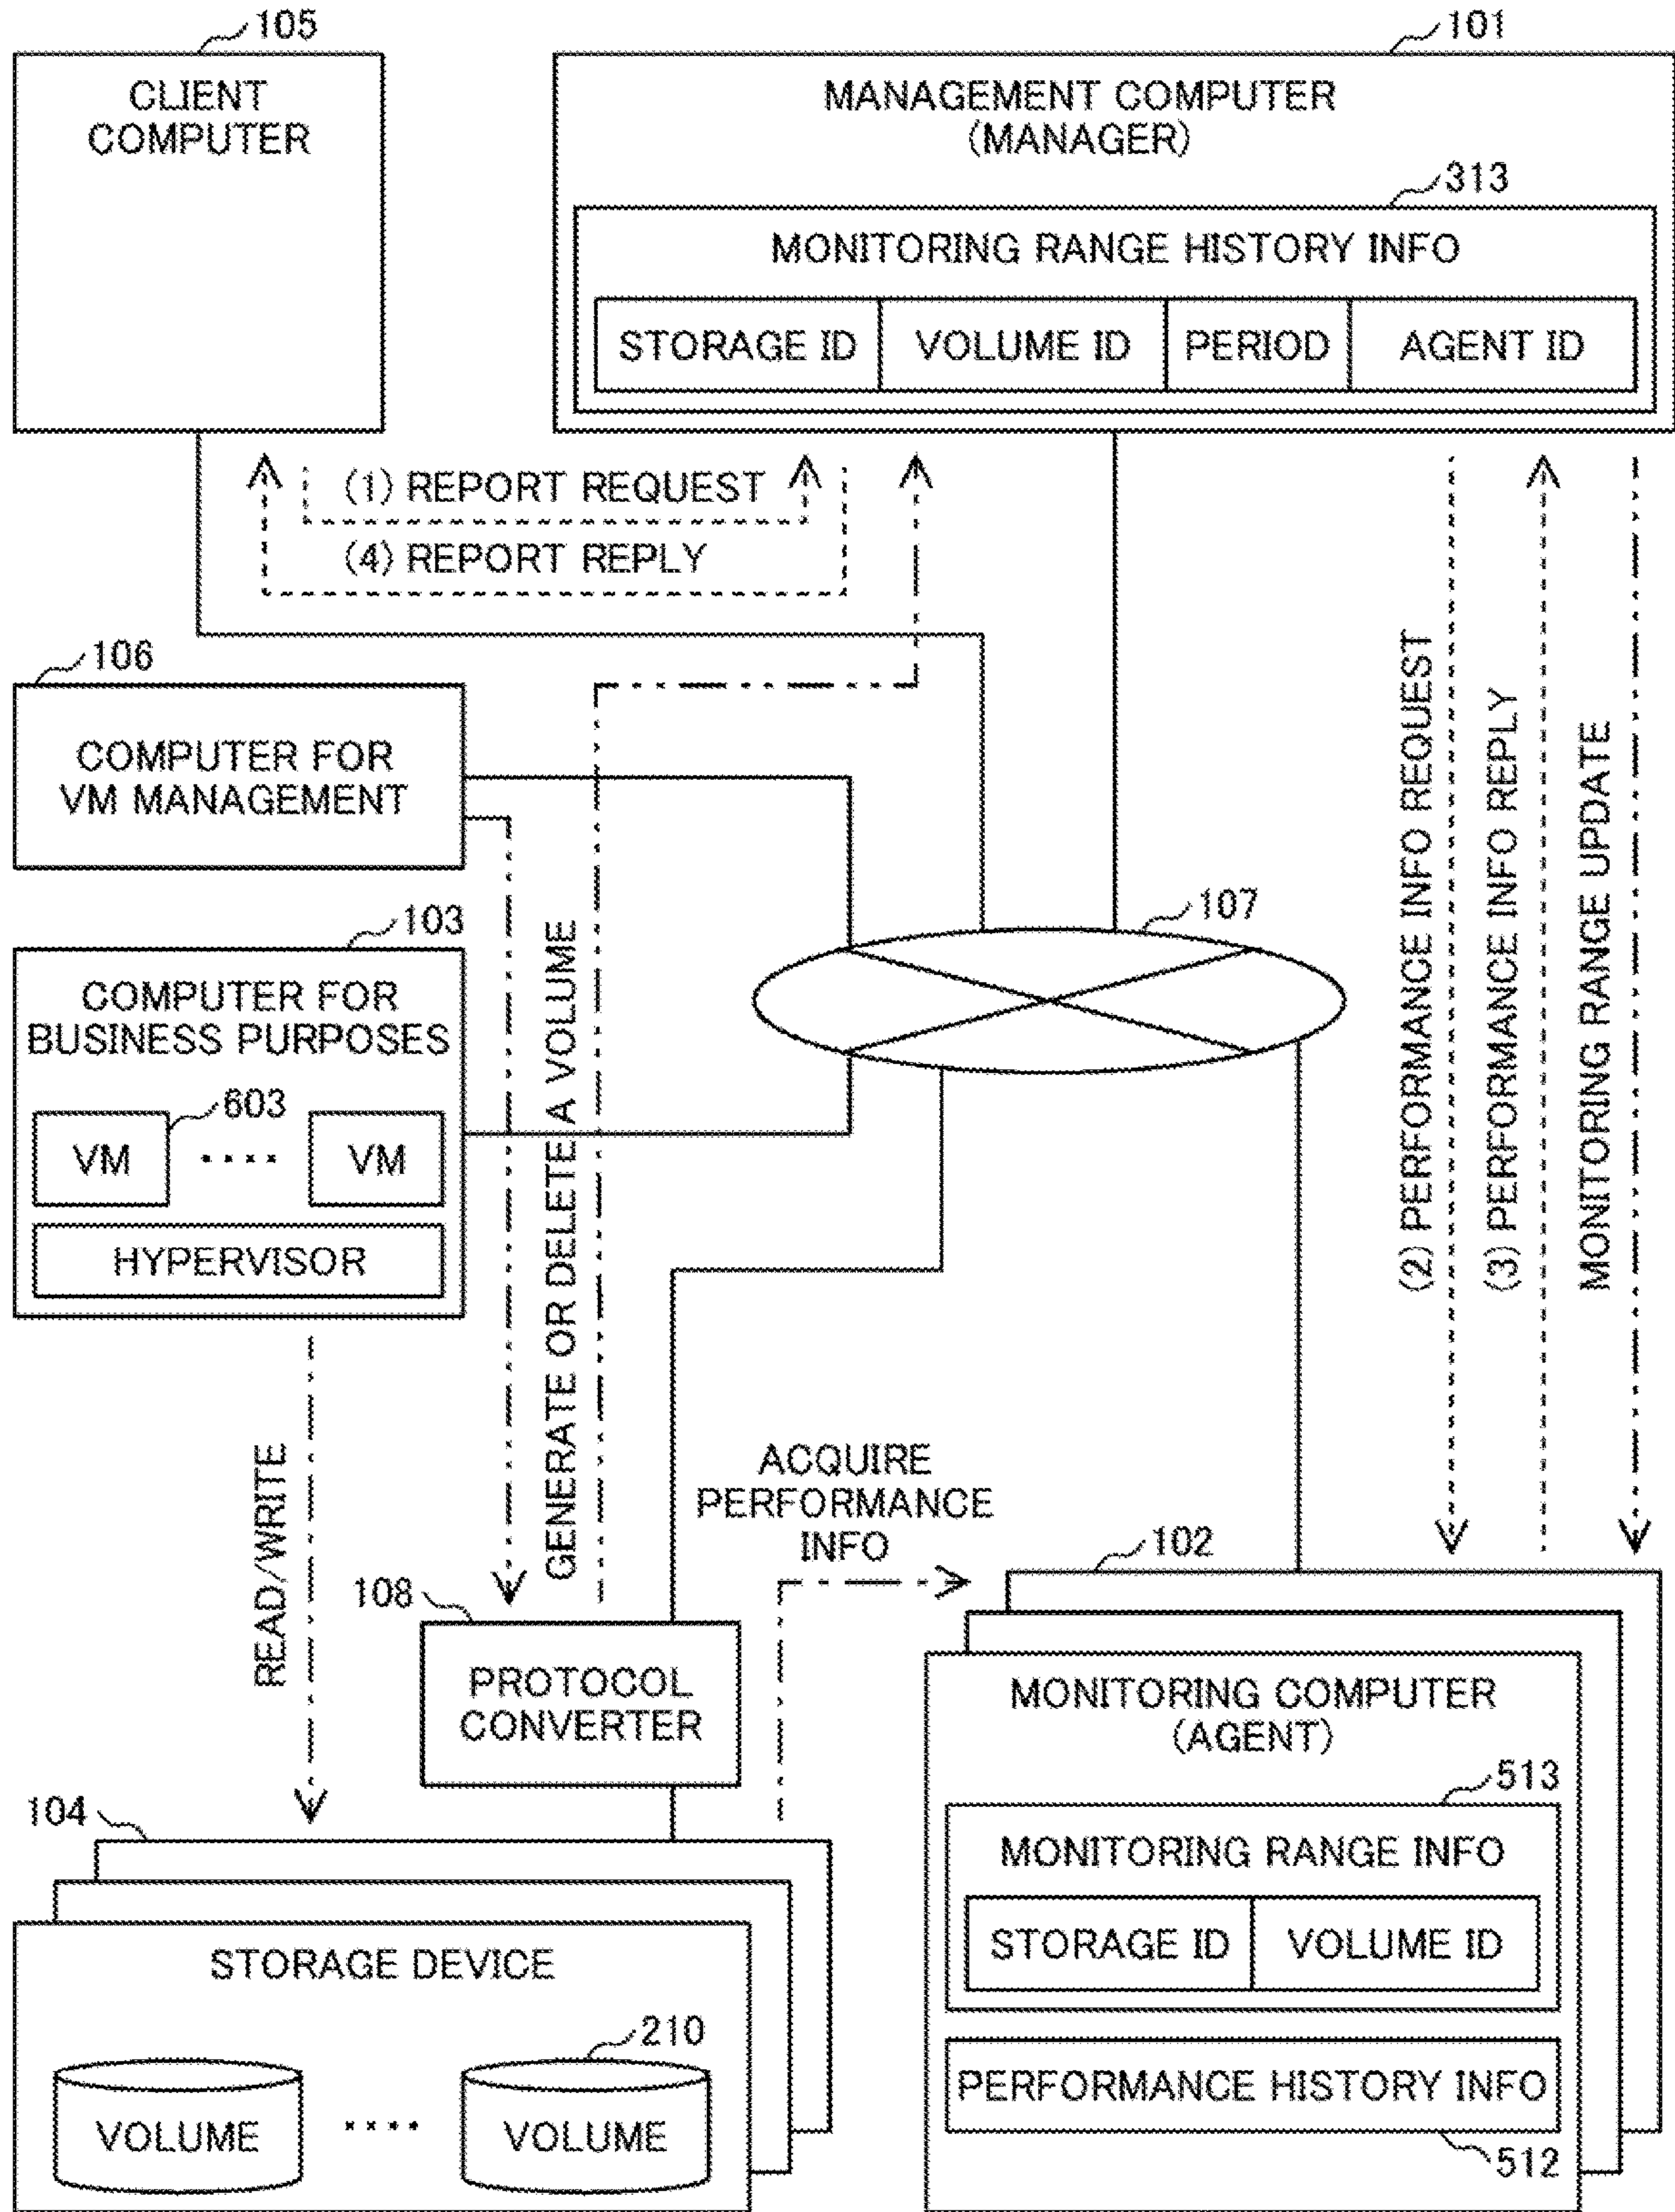 105
CLIENT
COMPUTER
101
MANAGEMENT COMPUTER
(MANAGER)
313
MONITORING RANGE HISTORY INFO
STORAGE ID
VOLUME ID
PERIOD
AGENT ID
(1) REPORT REQUEST
(4) REPORT REPLY
106
COMPUTER FOR
VM MANAGEMENT
103
COMPUTER FOR
BUSINESS PURPOSES
603
VM
....
VM
HYPERVISOR
107
GENERATE OR DELETE A VOLUME
(2) PERFORMANCE INFO REQUEST
(3) PERFORMANCE INFO REPLY
MONITORING RANGE UPDATE
READ/WRITE
ACQUIRE
PERFORMANCE
INFO
108
PROTOCOL
CONVERTER
102
MONITORING COMPUTER
(AGENT)
513
MONITORING RANGE INFO
STORAGE ID
VOLUME ID
PERFORMANCE HISTORY INFO
512
104
STORAGE DEVICE
210
VOLUME
....
VOLUME